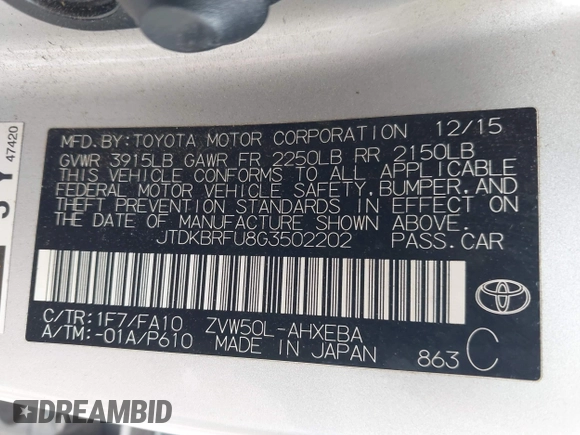 MFD.BY:TOYOTA MOTOR CORPORATION 12/15
GVWR 3915LB GAWR FR 2250LB RR 2150LB
THIS VEHICLE CONFORMS TO ALL APPLICABLE
FEDERAL MOTOR VEHICLE SAFETY, BUMPER, AND
THEFT PREVENTION STANDARDS IN EFFECT ON
THE DATE OF MANUFACTURE SHOWN ABOVE.
JTDKBRFU8G3502202 PASS.CAR
C/TR:1F7/FA10 ZVW50L-AHXEBA
A/TM:-01A/P610 MADE IN JAPAN 863 C
47420
DREAMBID